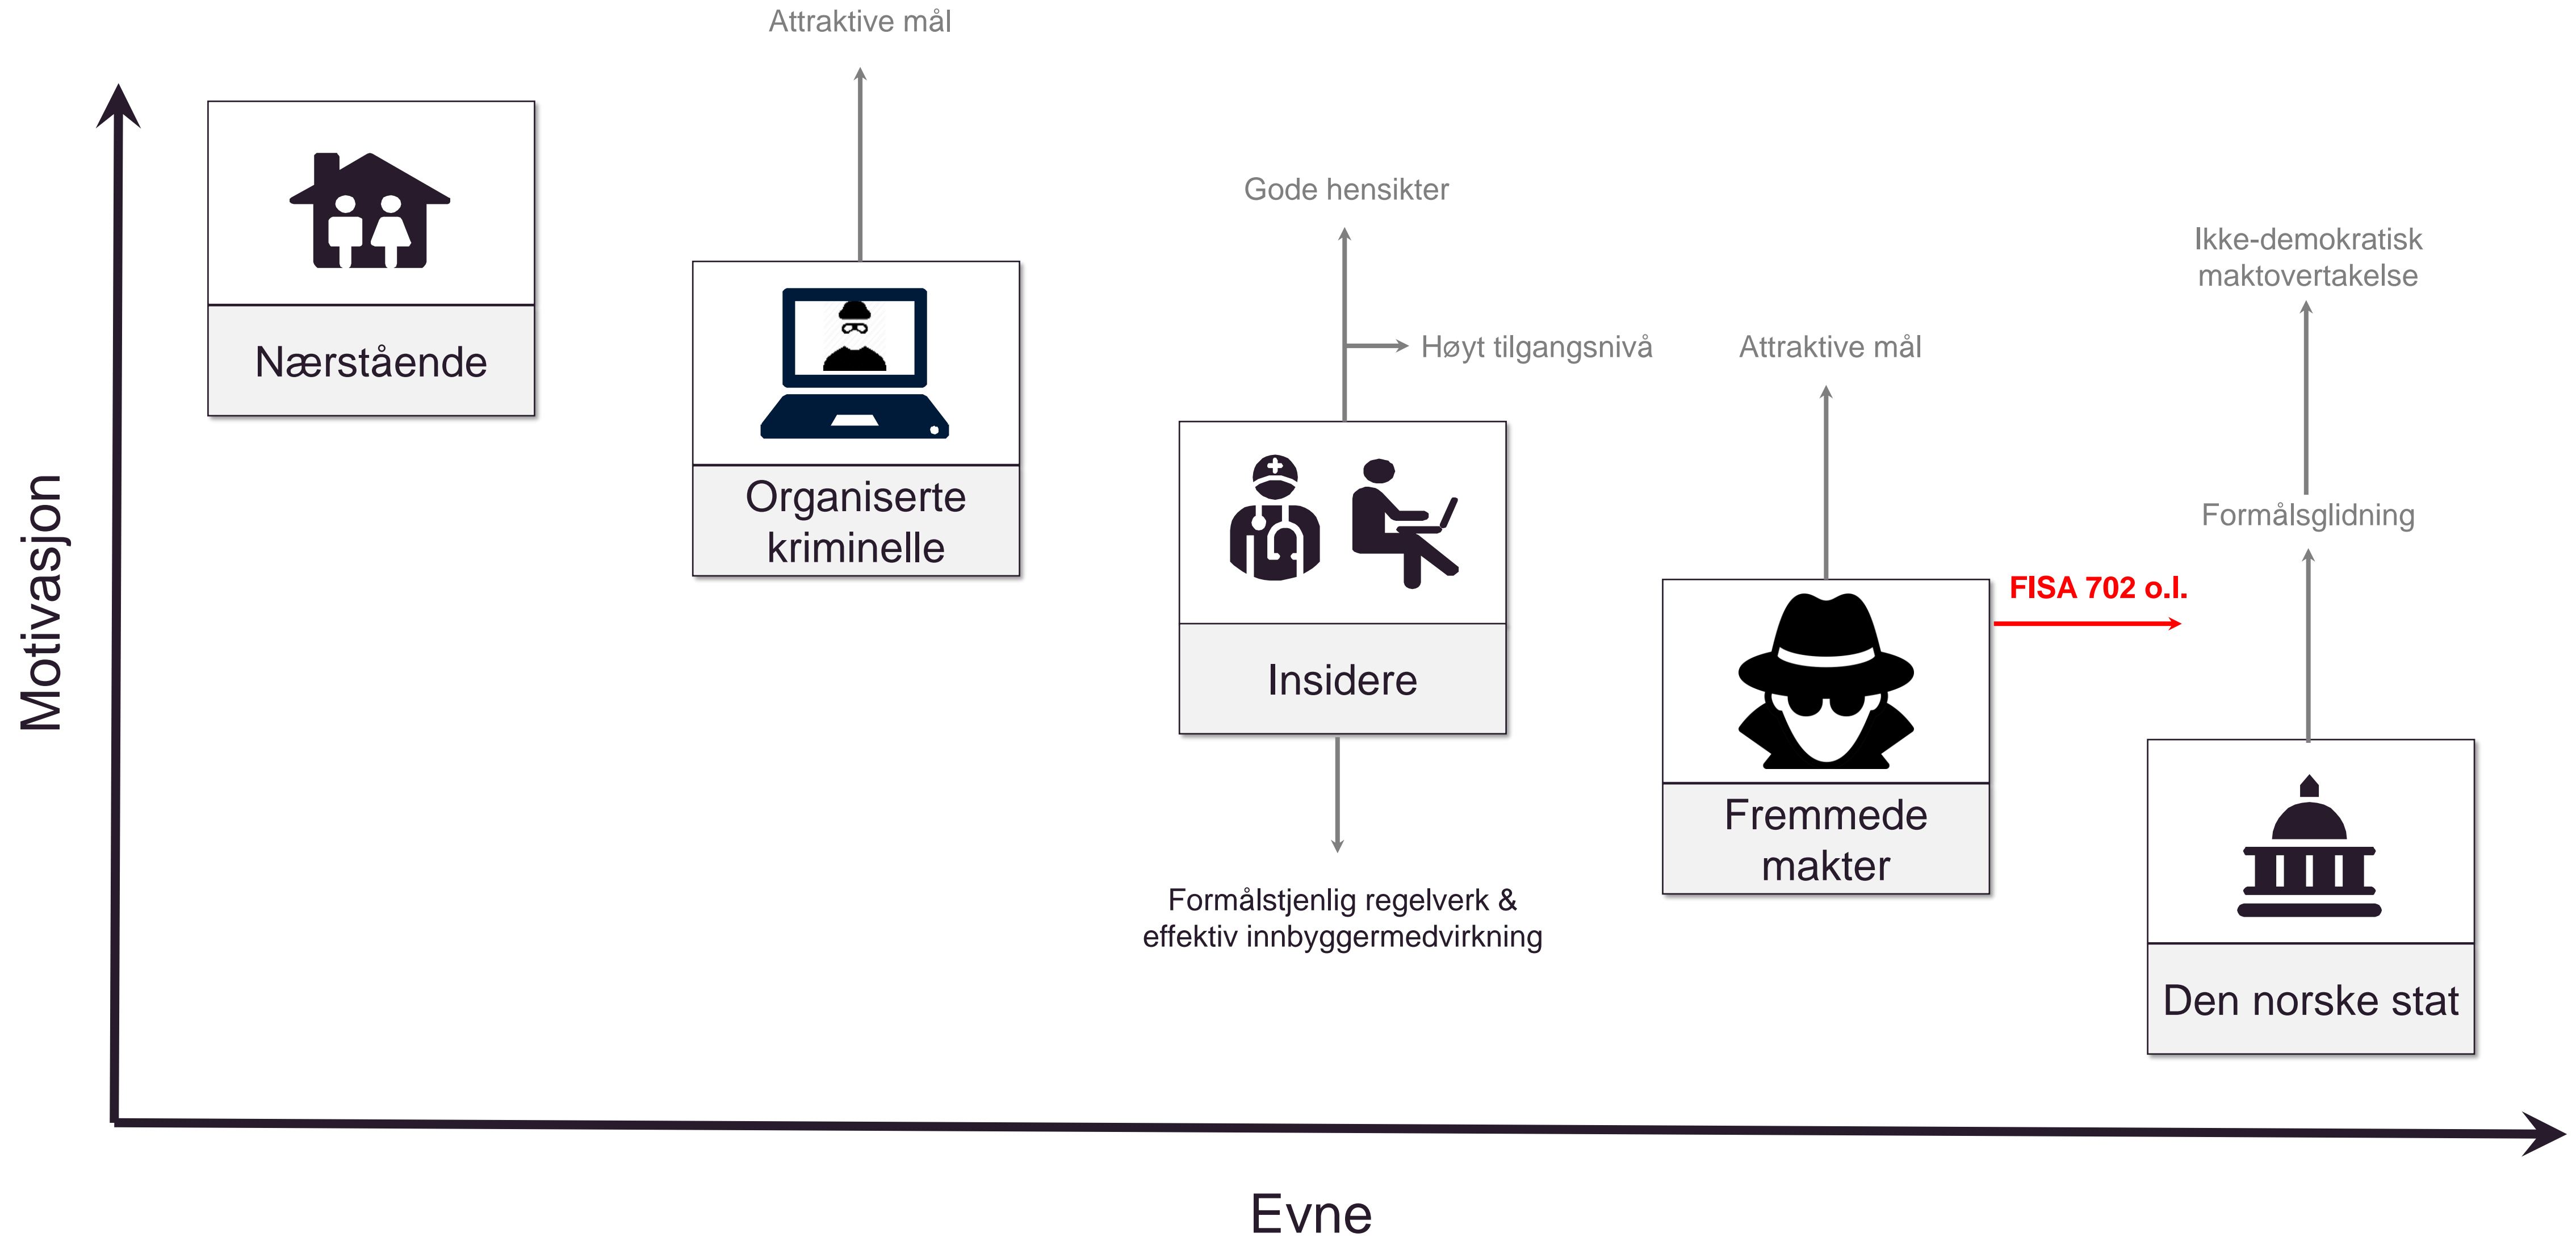 Attraktive mål
Gode hensikter
Ikke-demokratisk
maktovertakelse
Høyt tilgangsnivå
Attraktive mål
Nærstående
Organiserte
kriminelle
Formålsglidning
FISA 702 o.l.
Motivasjon
Insidere
Fremmede
makter
Formålstjenlig regelverk &
effektiv innbyggermedvirkning
Den norske stat
Evne